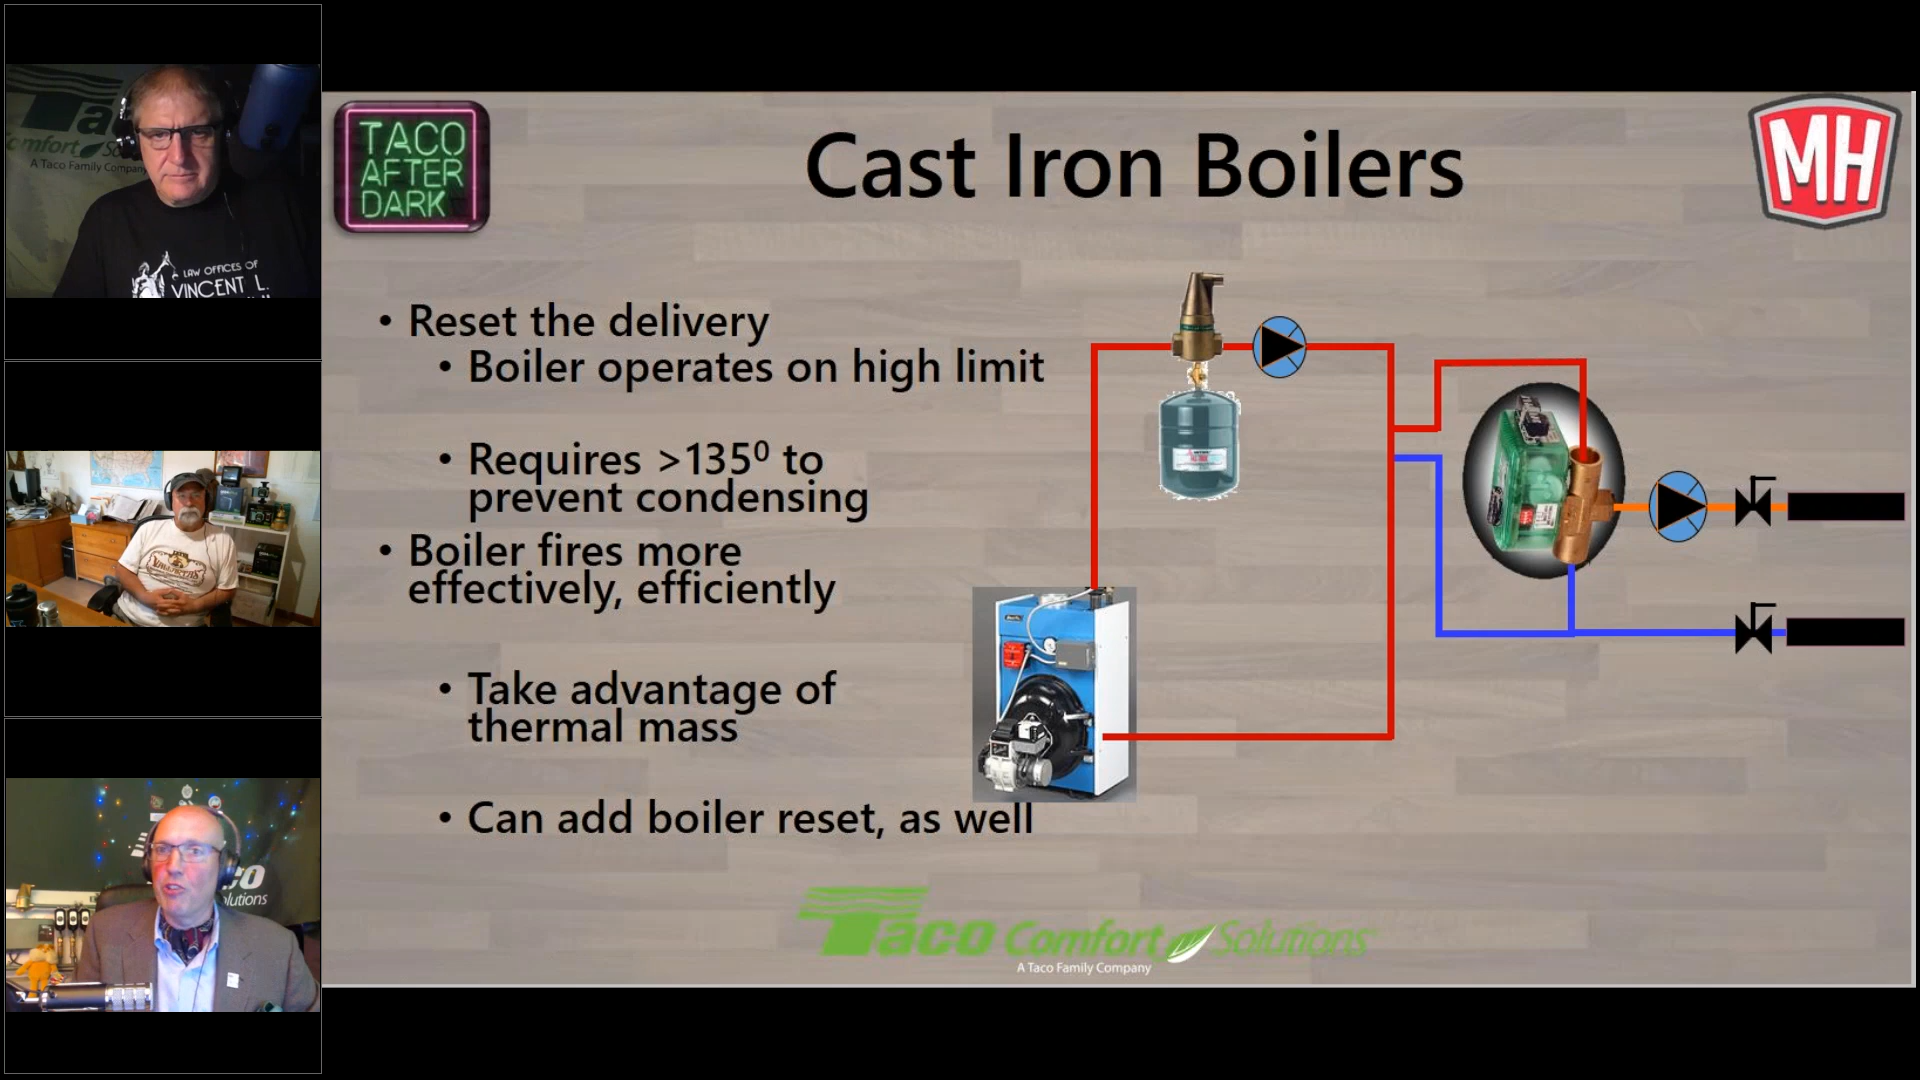 Taco
Comfort
A Taco Family Company
LAW OFFICES OF
VINCENT L.
TACO
AFTER
DARK
Cast Iron Boilers
MH
• Reset the delivery
• Boiler operates on high limit
• Requires >135⁰ to
prevent condensing
• Boiler fires more
effectively, efficiently
• Take advantage of
thermal mass
• Can add boiler reset, as well
Taco Comfort Solutions
A Taco Family Company